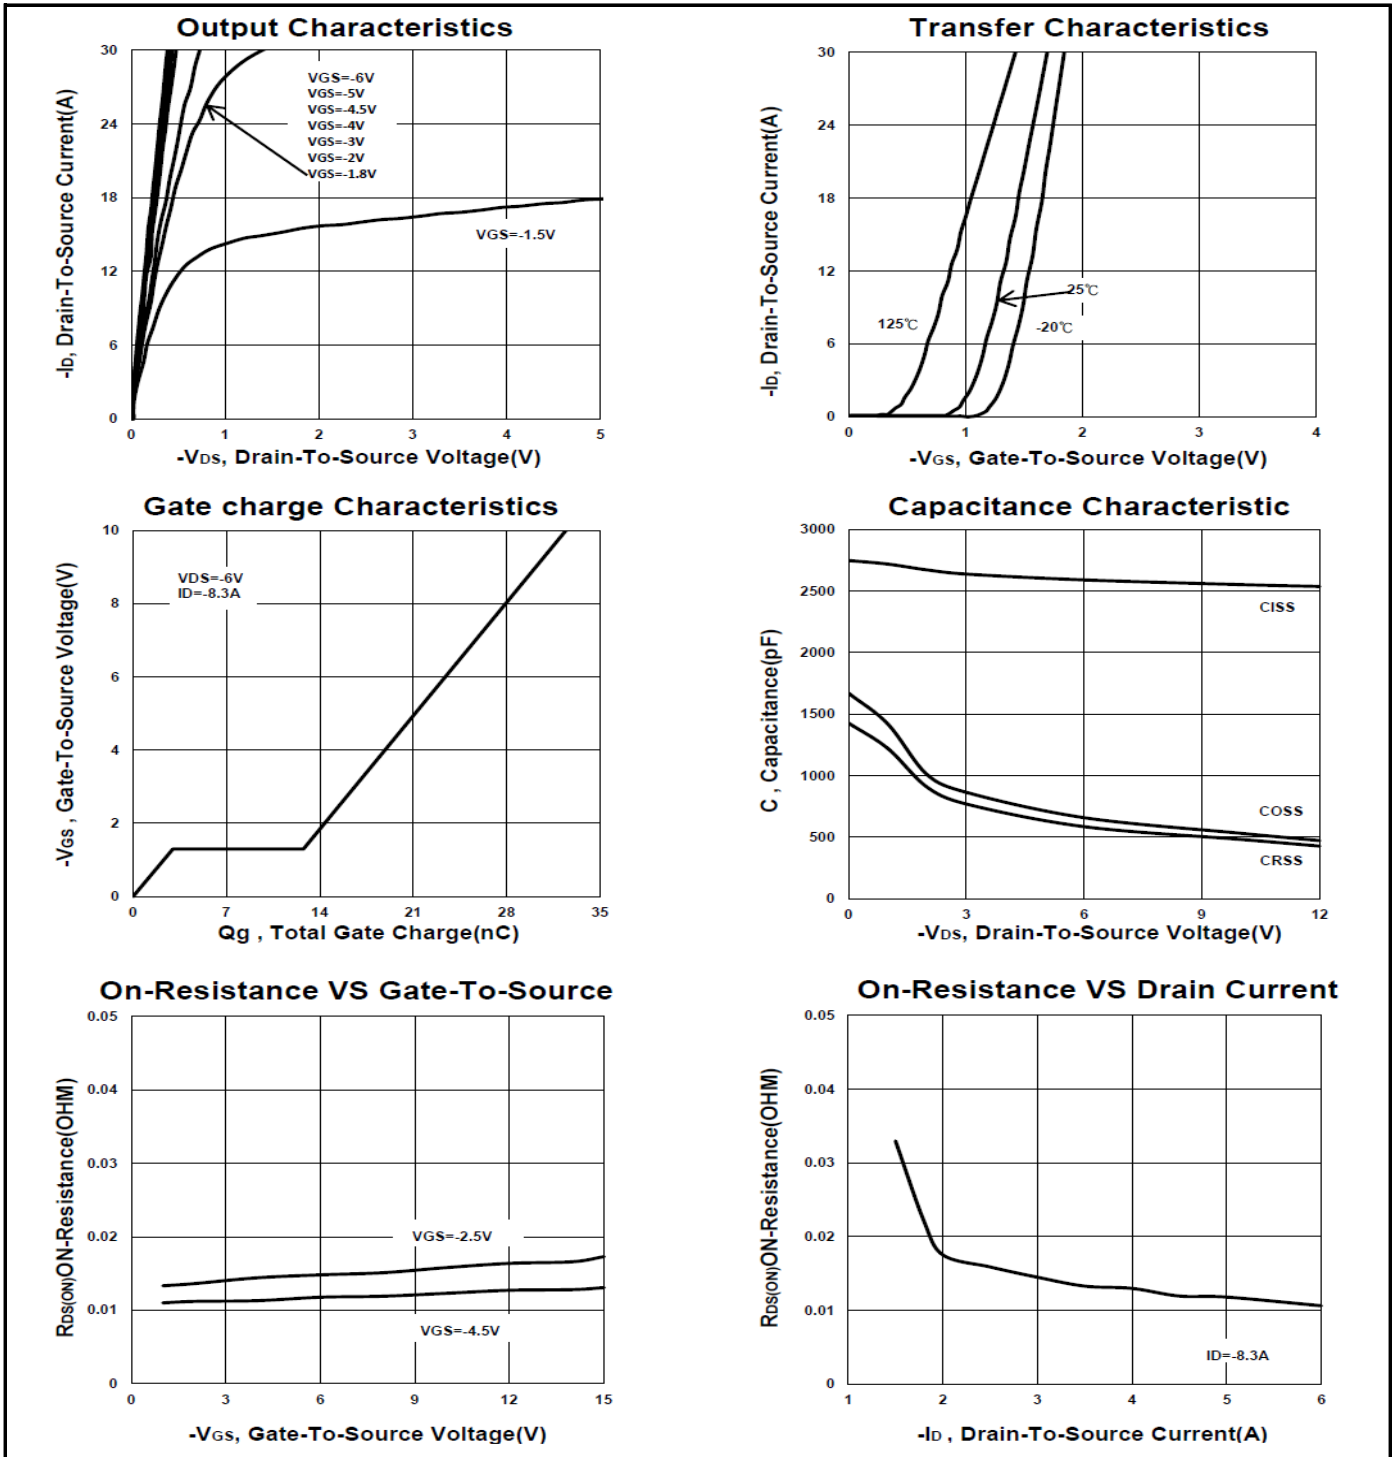 Output Characteristics
30
24
18
12
6
0
0 1 2 3 4 5
-ID, Drain-To-Source Current(A)
VGS=-6V
VGS=-5V
VGS=-4.5V
VGS=-4V
VGS=-3V
VGS=-2V
VGS=-1.8V
VGS=-1.5V
-VDS, Drain-To-Source Voltage(V)
Transfer Characteristics
30
24
18
12
6
0
0 1 2 3 4
-ID, Drain-To-Source Current(A)
125℃
25℃
-20℃
-VGS, Gate-To-Source Voltage(V)
Gate charge Characteristics
10
8
6
4
2
0
0 7 14 21 28 35
-VGS , Gate-To-Source Voltage(V)
VDS=-6V
ID=-8.3A
Qg , Total Gate Charge(nC)
Capacitance Characteristic
3000
2500
2000
1500
1000
500
0
0 3 6 9 12
C , Capacitance(pF)
CISS
COSS
CRSS
-VDS, Drain-To-Source Voltage(V)
On-Resistance VS Gate-To-Source
0.05
0.04
0.03
0.02
0.01
0
0 3 6 9 12 15
RDS(ON)ON-Resistance(OHM)
VGS=-2.5V
VGS=-4.5V
-VGS, Gate-To-Source Voltage(V)
On-Resistance VS Drain Current
0.05
0.04
0.03
0.02
0.01
0
1 2 3 4 5 6
RDS(ON)ON-Resistance(OHM)
ID=-8.3A
-ID , Drain-To-Source Current(A)